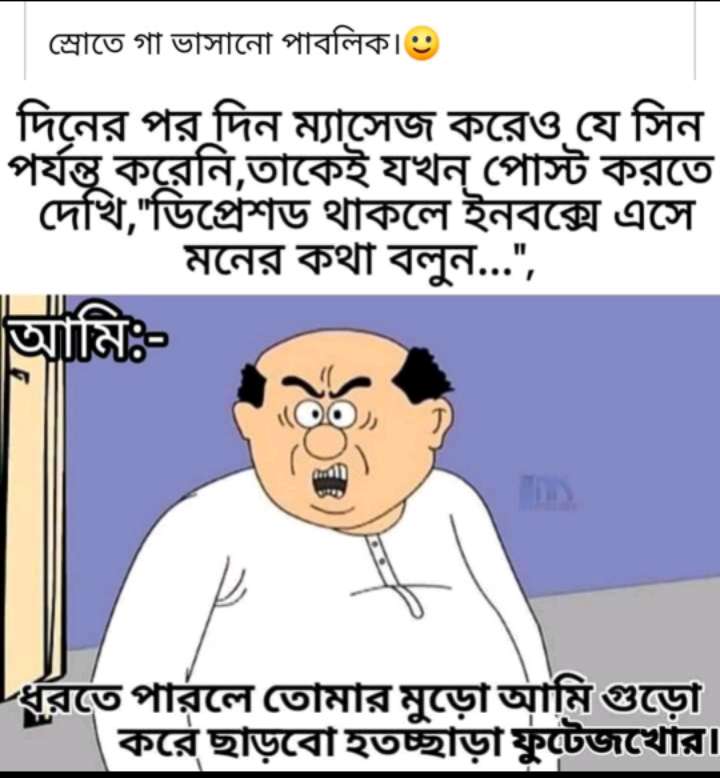 স্রোতে গা ভাসানো পাবলিক।🙂
দিনের পর দিন ম্যাসেজ করেও যে সিন
পর্যন্ত করেনি,তাকেই যখন পোস্ট করতে
দেখি,"ডিপ্রেশড থাকলে ইনবক্সে এসে
মনের কথা বলুন...",
আমি:-
ধরতে পারলে তোমার মুড়ো আমি গুড়ো
করে ছাড়বো হতচ্ছাড়া ফুটেজখোর।